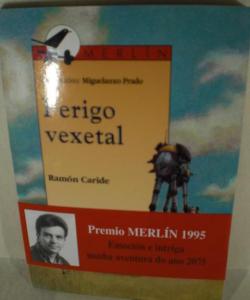 MERLÍN
Miguelanxo Prado
Perigo
vexetal
Ramón Caride
Premio MERLÍN 1995
Emoción e intriga
nunha aventura do ano 2075